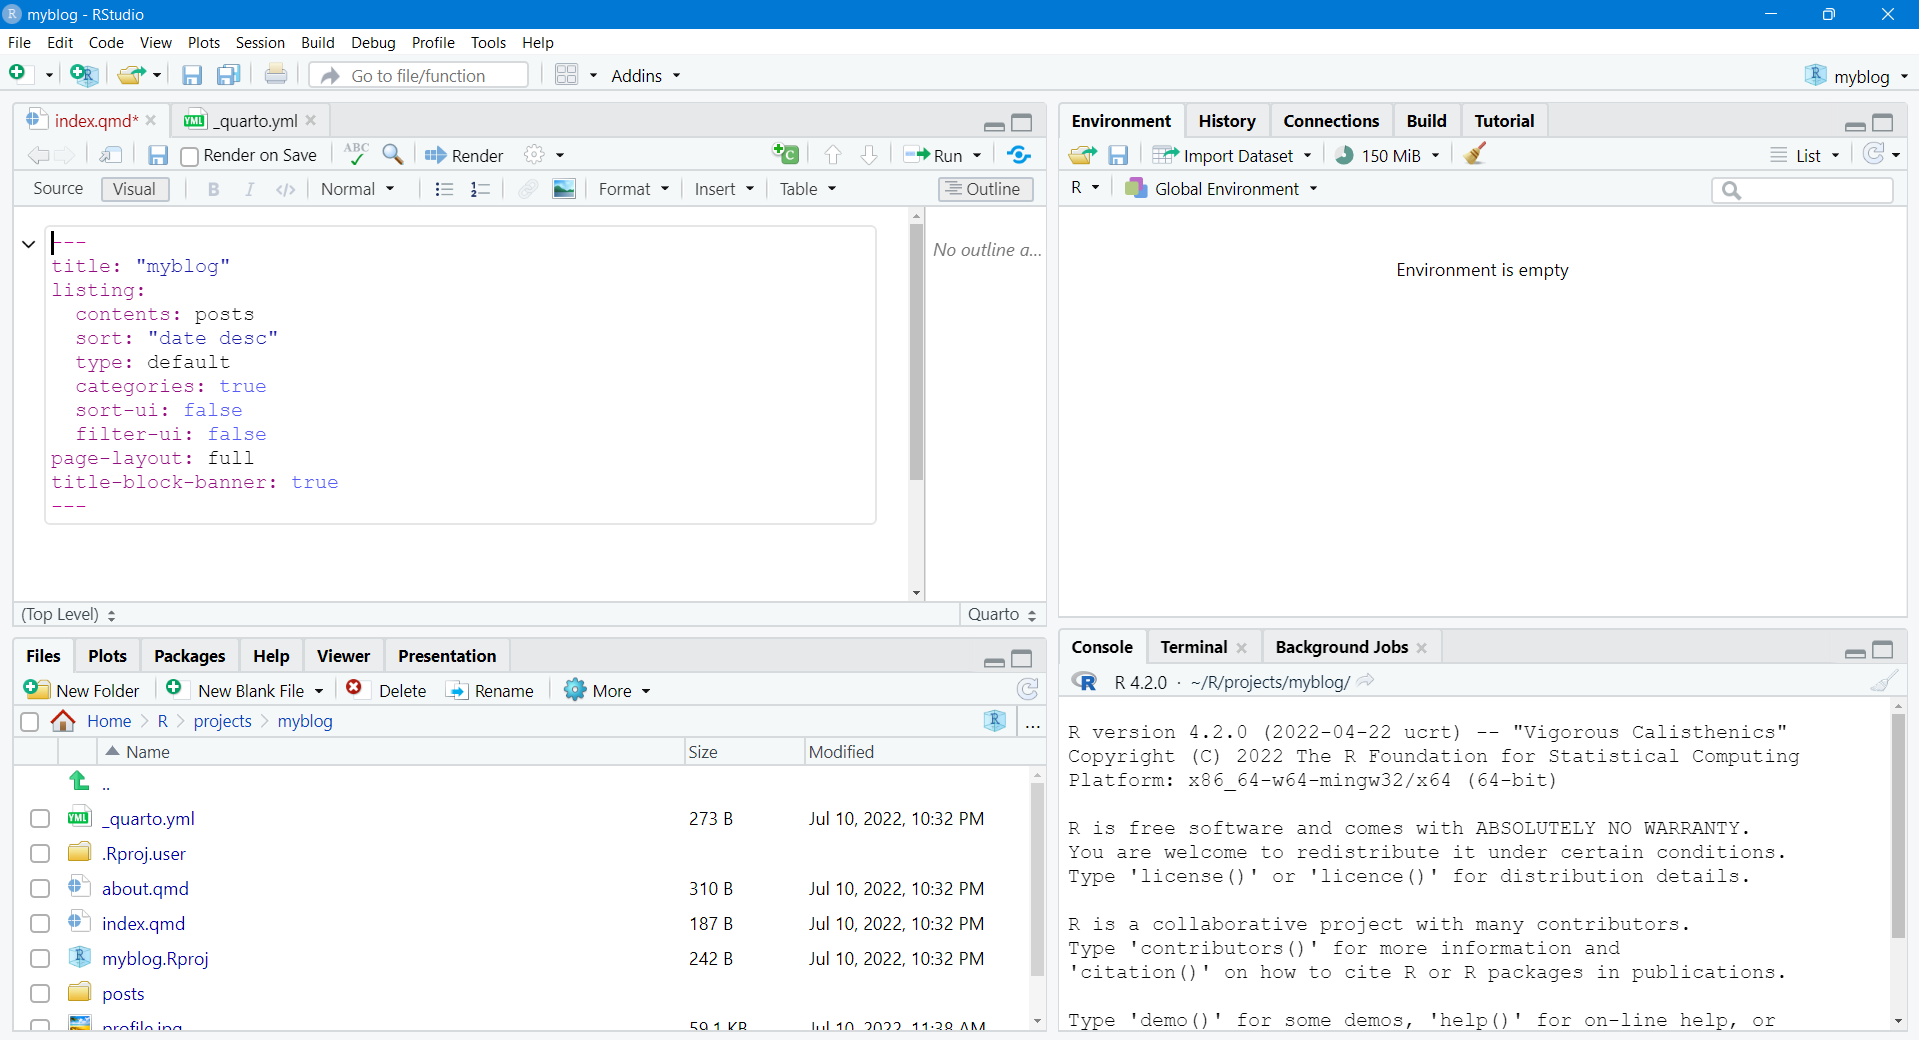 myblog - RStudio
File Edit Code View Plots Session Build Debug Profile Tools Help
Go to file/function Addins myblog
index.qmd* _quarto.yml
Render on Save ABC Render Run
Source Visual B I </> Normal Format Insert Table Outline
---
title: "myblog"
listing:
  contents: posts
  sort: "date desc"
  type: default
  categories: true
  sort-ui: false
  filter-ui: false
page-layout: full
title-block-banner: true
---
No outline a...
(Top Level) Quarto
Environment History Connections Build Tutorial
Import Dataset 150 MiB List
R Global Environment
Environment is empty
Files Plots Packages Help Viewer Presentation
New Folder New Blank File Delete Rename More
Home R projects myblog ...
Name Size Modified
..
_quarto.yml 273 B Jul 10, 2022, 10:32 PM
.Rproj.user
about.qmd 310 B Jul 10, 2022, 10:32 PM
index.qmd 187 B Jul 10, 2022, 10:32 PM
myblog.Rproj 242 B Jul 10, 2022, 10:32 PM
posts
profile.jpg 59.1 KB Jul 10, 2022, 11:38 AM
Console Terminal Background Jobs
R 4.2.0 · ~/R/projects/myblog/
R version 4.2.0 (2022-04-22 ucrt) -- "Vigorous Calisthenics"
Copyright (C) 2022 The R Foundation for Statistical Computing
Platform: x86_64-w64-mingw32/x64 (64-bit)
R is free software and comes with ABSOLUTELY NO WARRANTY.
You are welcome to redistribute it under certain conditions.
Type 'license()' or 'licence()' for distribution details.
R is a collaborative project with many contributors.
Type 'contributors()' for more information and
'citation()' on how to cite R or R packages in publications.
Type 'demo()' for some demos, 'help()' for on-line help, or